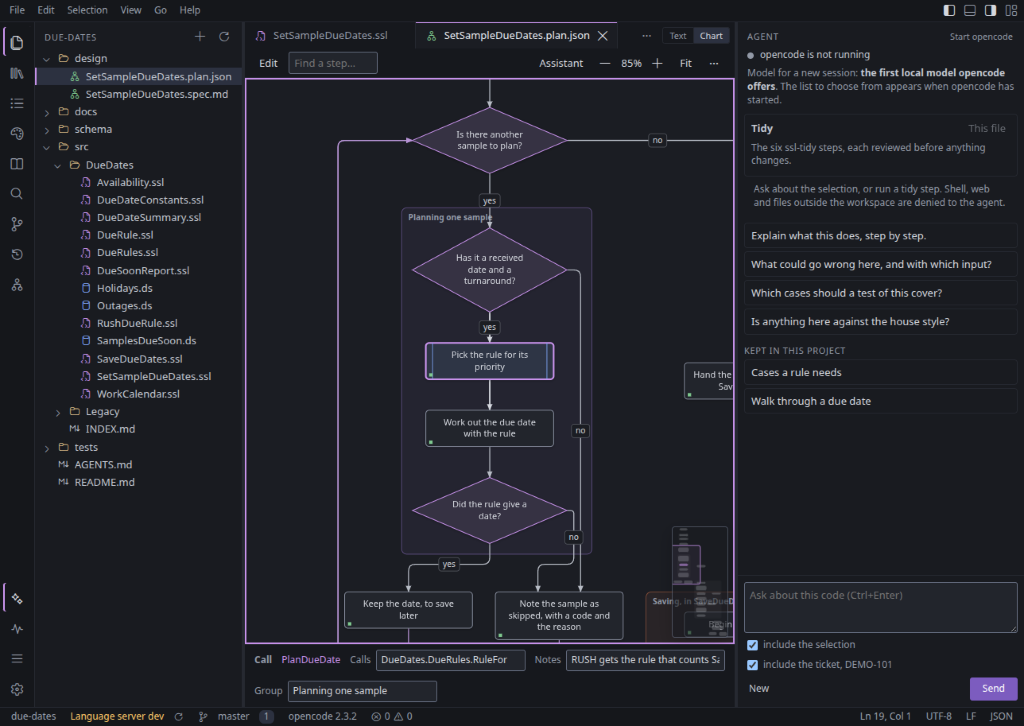 File Edit Selection View Go Help
DUE-DATES
design
SetSampleDueDates.plan.json
SetSampleDueDates.spec.md
docs
schema
src
DueDates
Availability.ssl
DueDateConstants.ssl
DueDateSummary.ssl
DueRule.ssl
DueRules.ssl
DueSoonReport.ssl
Holidays.ds
Outages.ds
RushDueRule.ssl
SamplesDueSoon.ds
SaveDueDates.ssl
SetSampleDueDates.ssl
WorkCalendar.ssl
Legacy
INDEX.md
tests
AGENTS.md
README.md
SetSampleDueDates.ssl
SetSampleDueDates.plan.json
Text Chart
Edit Find a step... Assistant 85% Fit
Is there another
sample to plan?
no
yes
Planning one sample
Has it a received
date and a
turnaround?
yes
Pick the rule for its
priority
Hand the
Sav
Work out the due date
with the rule
no
Did the rule give a
date?
no
yes
Keep the date, to save
later
Note the sample as
skipped, with a code and
the reason
Saving, in
Call PlanDueDate Calls DueDates.DueRules.RuleFor Notes RUSH gets the rule that counts Sa
Group Planning one sample
AGENT Start opencode
opencode is not running
Model for a new session: the first local model opencode
offers. The list to choose from appears when opencode has
started.
Tidy This file
The six ssl-tidy steps, each reviewed before anything
changes.
Ask about the selection, or run a tidy step. Shell, web
and files outside the workspace are denied to the agent.
Explain what this does, step by step.
What could go wrong here, and with which input?
Which cases should a test of this cover?
Is anything here against the house style?
KEPT IN THIS PROJECT
Cases a rule needs
Walk through a due date
Ask about this code (Ctrl+Enter)
include the selection
include the ticket, DEMO-101
New Send
due-dates Language server dev master 1 opencode 2.3.2 0 0 Ln 19, Col 1 UTF-8 LF JSON